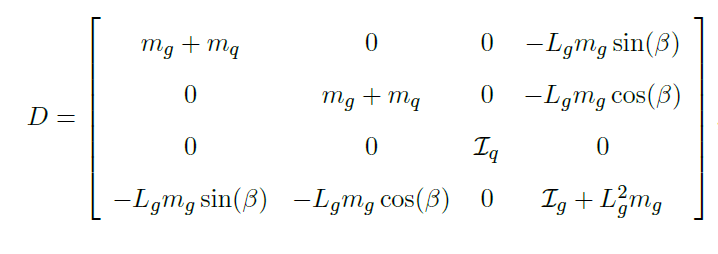 m_g + m_q 0 0 −L_g m_g sin(β)
0 m_g + m_q 0 −L_g m_g cos(β)
D =
0 0 𝓘_q 0
−L_g m_g sin(β) −L_g m_g cos(β) 0 𝓘_g + L_g^2 m_g